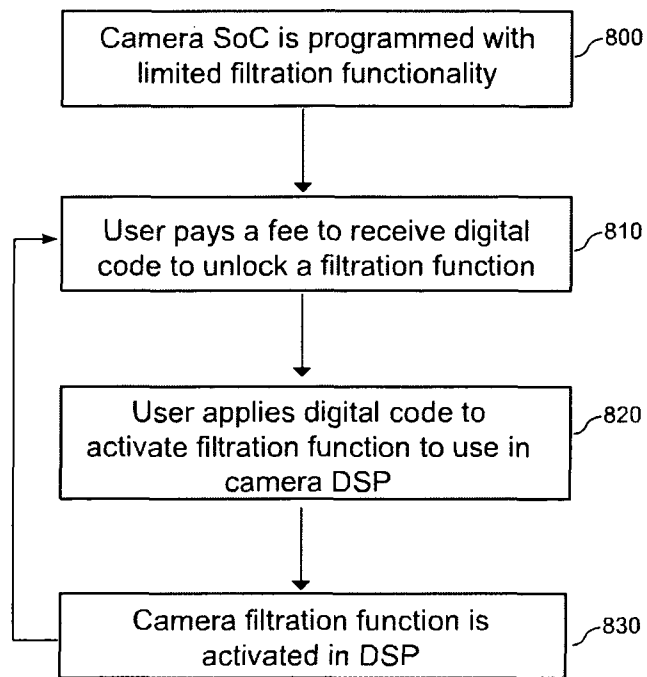 Camera SoC is programmed with
limited filtration functionality
800
User pays a fee to receive digital
code to unlock a filtration function
810
User applies digital code to
activate filtration function to use in
camera DSP
820
Camera filtration function is
activated in DSP
830